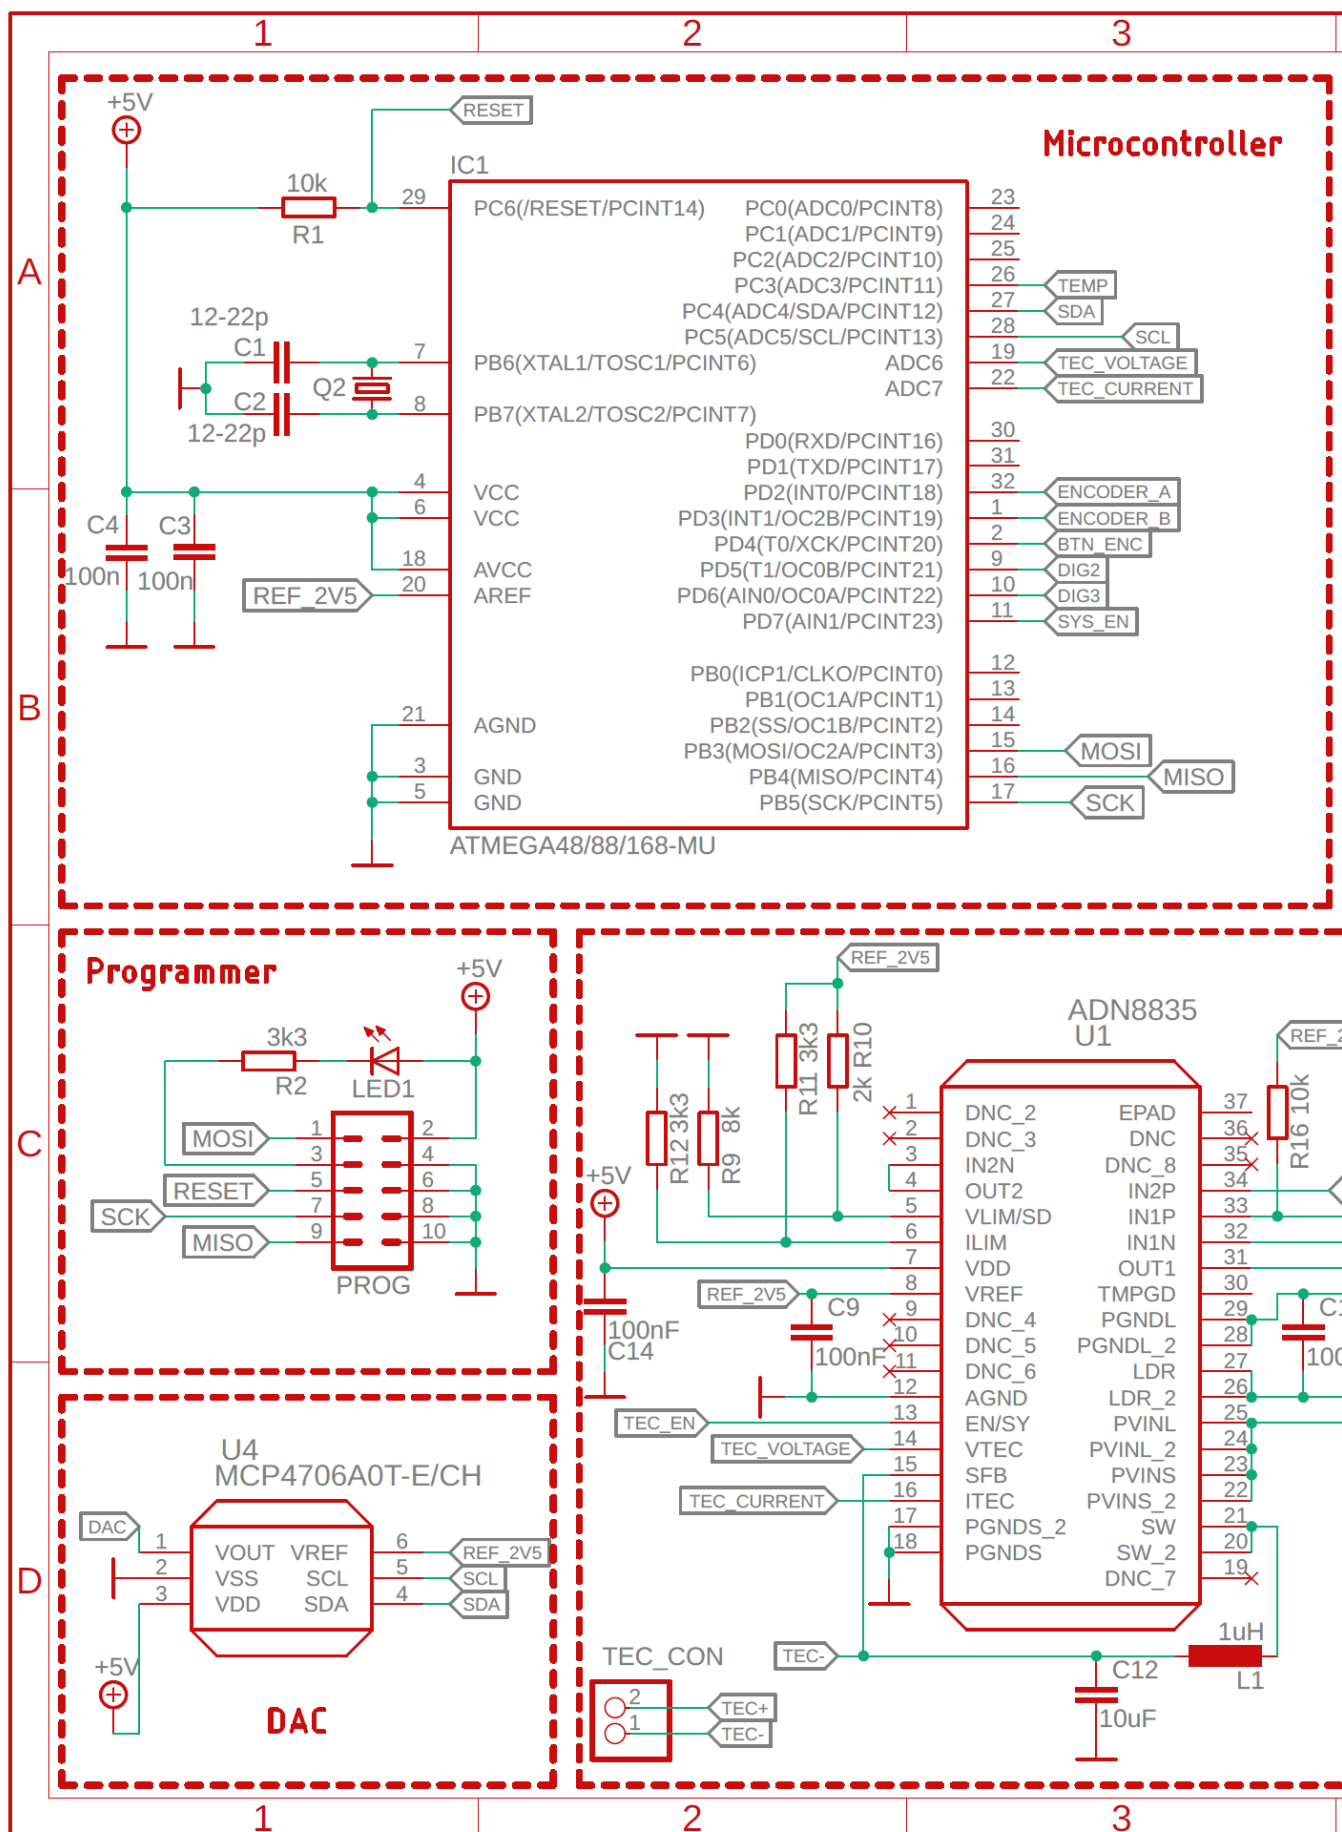 1 2 3
A
B
C
D
Microcontroller
+5V
RESET
IC1
10k
R1
29 PC6(/RESET/PCINT14)
12-22p
C1
7 PB6(XTAL1/TOSC1/PCINT6)
Q2
C2
12-22p
8 PB7(XTAL2/TOSC2/PCINT7)
4 VCC
6 VCC
C4
100n
C3
100n
18 AVCC
REF_2V5 20 AREF
21 AGND
3 GND
5 GND
PC0(ADC0/PCINT8) 23
PC1(ADC1/PCINT9) 24
PC2(ADC2/PCINT10) 25
PC3(ADC3/PCINT11) 26 TEMP
PC4(ADC4/SDA/PCINT12) 27 SDA
PC5(ADC5/SCL/PCINT13) 28 SCL
ADC6 19 TEC_VOLTAGE
ADC7 22 TEC_CURRENT
PD0(RXD/PCINT16) 30
PD1(TXD/PCINT17) 31
PD2(INT0/PCINT18) 32 ENCODER_A
PD3(INT1/OC2B/PCINT19) 1 ENCODER_B
PD4(T0/XCK/PCINT20) 2 BTN_ENC
PD5(T1/OC0B/PCINT21) 9 DIG2
PD6(AIN0/OC0A/PCINT22) 10 DIG3
PD7(AIN1/PCINT23) 11 SYS_EN
PB0(ICP1/CLKO/PCINT0) 12
PB1(OC1A/PCINT1) 13
PB2(SS/OC1B/PCINT2) 14
PB3(MOSI/OC2A/PCINT3) 15 MOSI
PB4(MISO/PCINT4) 16 MISO
PB5(SCK/PCINT5) 17 SCK
ATMEGA48/88/168-MU
Programmer
+5V
3k3
R2
LED1
MOSI 1 2
3 4
RESET 5 6
SCK 7 8
MISO 9 10
PROG
U4
MCP4706A0T-E/CH
DAC 1 VOUT VREF 6 REF_2V5
2 VSS SCL 5 SCL
3 VDD SDA 4 SDA
+5V
DAC
REF_2V5
ADN8835
U1
R11 3k3
2k R10
R12 3k3
R9 8k
+5V
REF_2
R16 10k
1 DNC_2 EPAD 37
2 DNC_3 DNC 36
3 IN2N DNC_8 35
4 OUT2 IN2P 34
5 VLIM/SD IN1P 33
6 ILIM IN1N 32
7 VDD OUT1 31
REF_2V5 8 VREF TMPGD 30
9 DNC_4 PGNDL 29
10 DNC_5 PGNDL_2 28
11 DNC_6 LDR 27
12 AGND LDR_2 26
TEC_EN 13 EN/SY PVINL 25
TEC_VOLTAGE 14 VTEC PVINL_2 24
15 SFB PVINS 23
TEC_CURRENT 16 ITEC PVINS_2 22
17 PGNDS_2 SW 21
18 PGNDS SW_2 20
DNC_7 19
C9
100nF
100nF
C14
C1
100
TEC-
1uH
L1
C12
10uF
TEC_CON
2 TEC+
1 TEC-
1 2 3